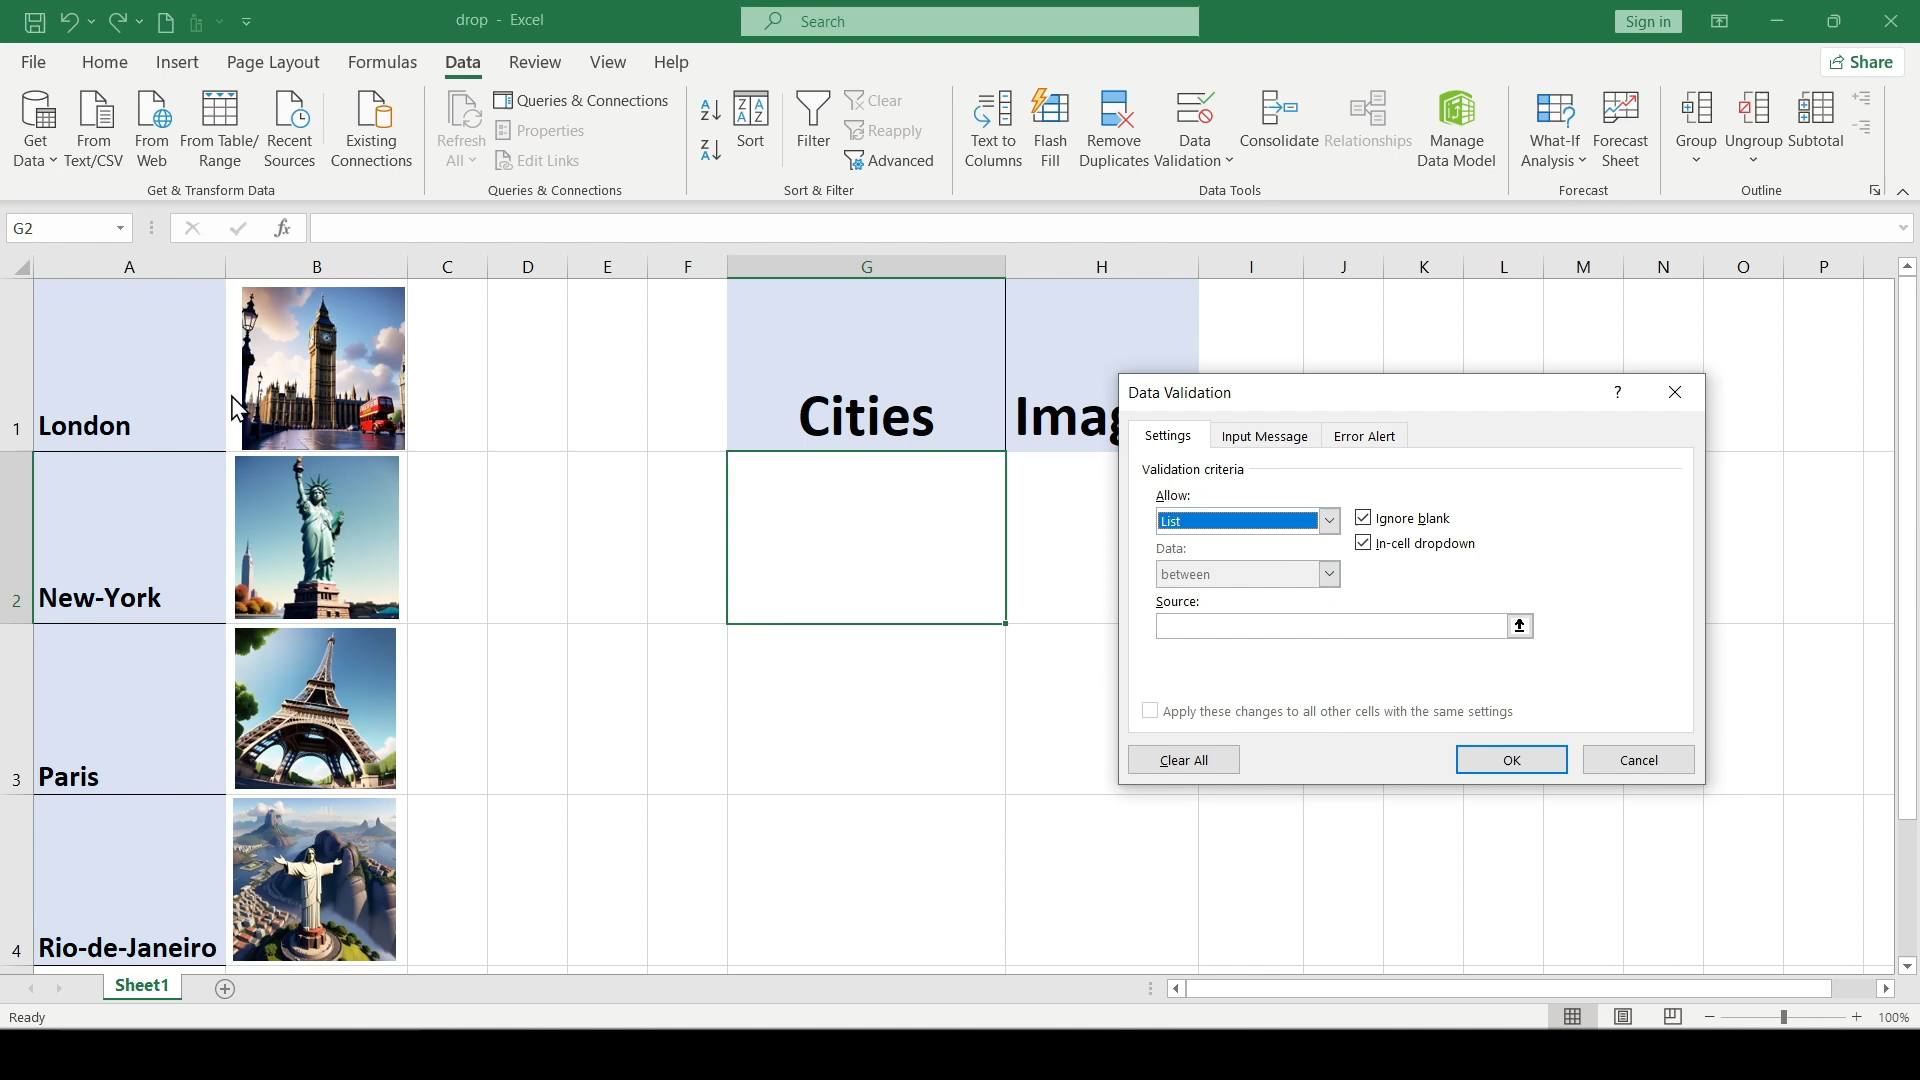 drop - Excel
Search
Sign in
File Home Insert Page Layout Formulas Data Review View Help
Share
Get Data
From Text/CSV
From Web
From Table/ Range
Recent Sources
Existing Connections
Get & Transform Data
Refresh All
Queries & Connections
Properties
Edit Links
Queries & Connections
Sort
Filter
Clear
Reapply
Advanced
Sort & Filter
Text to Columns
Flash Fill
Remove Duplicates
Data Validation
Consolidate
Relationships
Manage Data Model
Data Tools
What-If Analysis
Forecast Sheet
Forecast
Group
Ungroup
Subtotal
Outline
G2
fx
A B C D E F G H I J K L M N O P
1 London
Cities
Imag
2 New-York
3 Paris
4 Rio-de-Janeiro
Data Validation
?
Settings Input Message Error Alert
Validation criteria
Allow:
List
Ignore blank
Data:
In-cell dropdown
between
Source:
Apply these changes to all other cells with the same settings
Clear All OK Cancel
Sheet1
Ready
100%